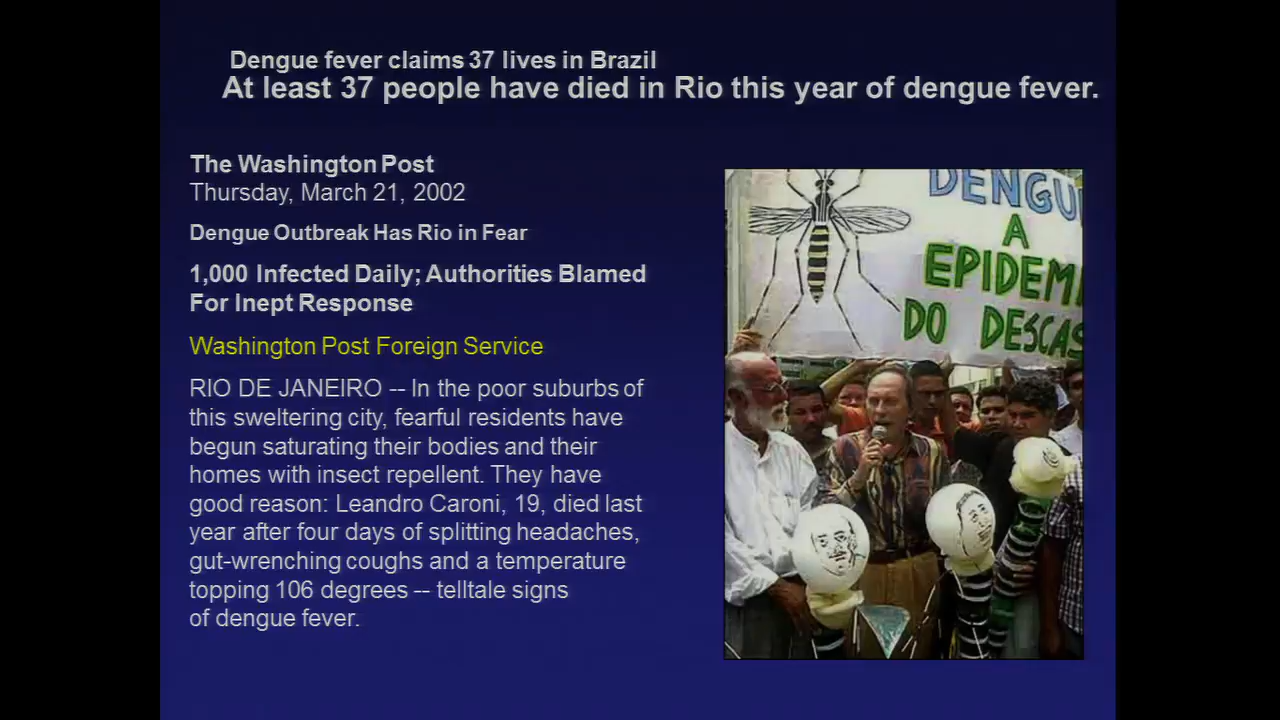 Dengue fever claims 37 lives in Brazil
At least 37 people have died in Rio this year of dengue fever.
The Washington Post
Thursday, March 21, 2002
Dengue Outbreak Has Rio in Fear
1,000 Infected Daily; Authorities Blamed
For Inept Response
Washington Post Foreign Service
RIO DE JANEIRO -- In the poor suburbs of
this sweltering city, fearful residents have
begun saturating their bodies and their
homes with insect repellent. They have
good reason: Leandro Caroni, 19, died last
year after four days of splitting headaches,
gut-wrenching coughs and a temperature
topping 106 degrees -- telltale signs
of dengue fever.
DENGU
A
EPIDEMI
DO DESCAS